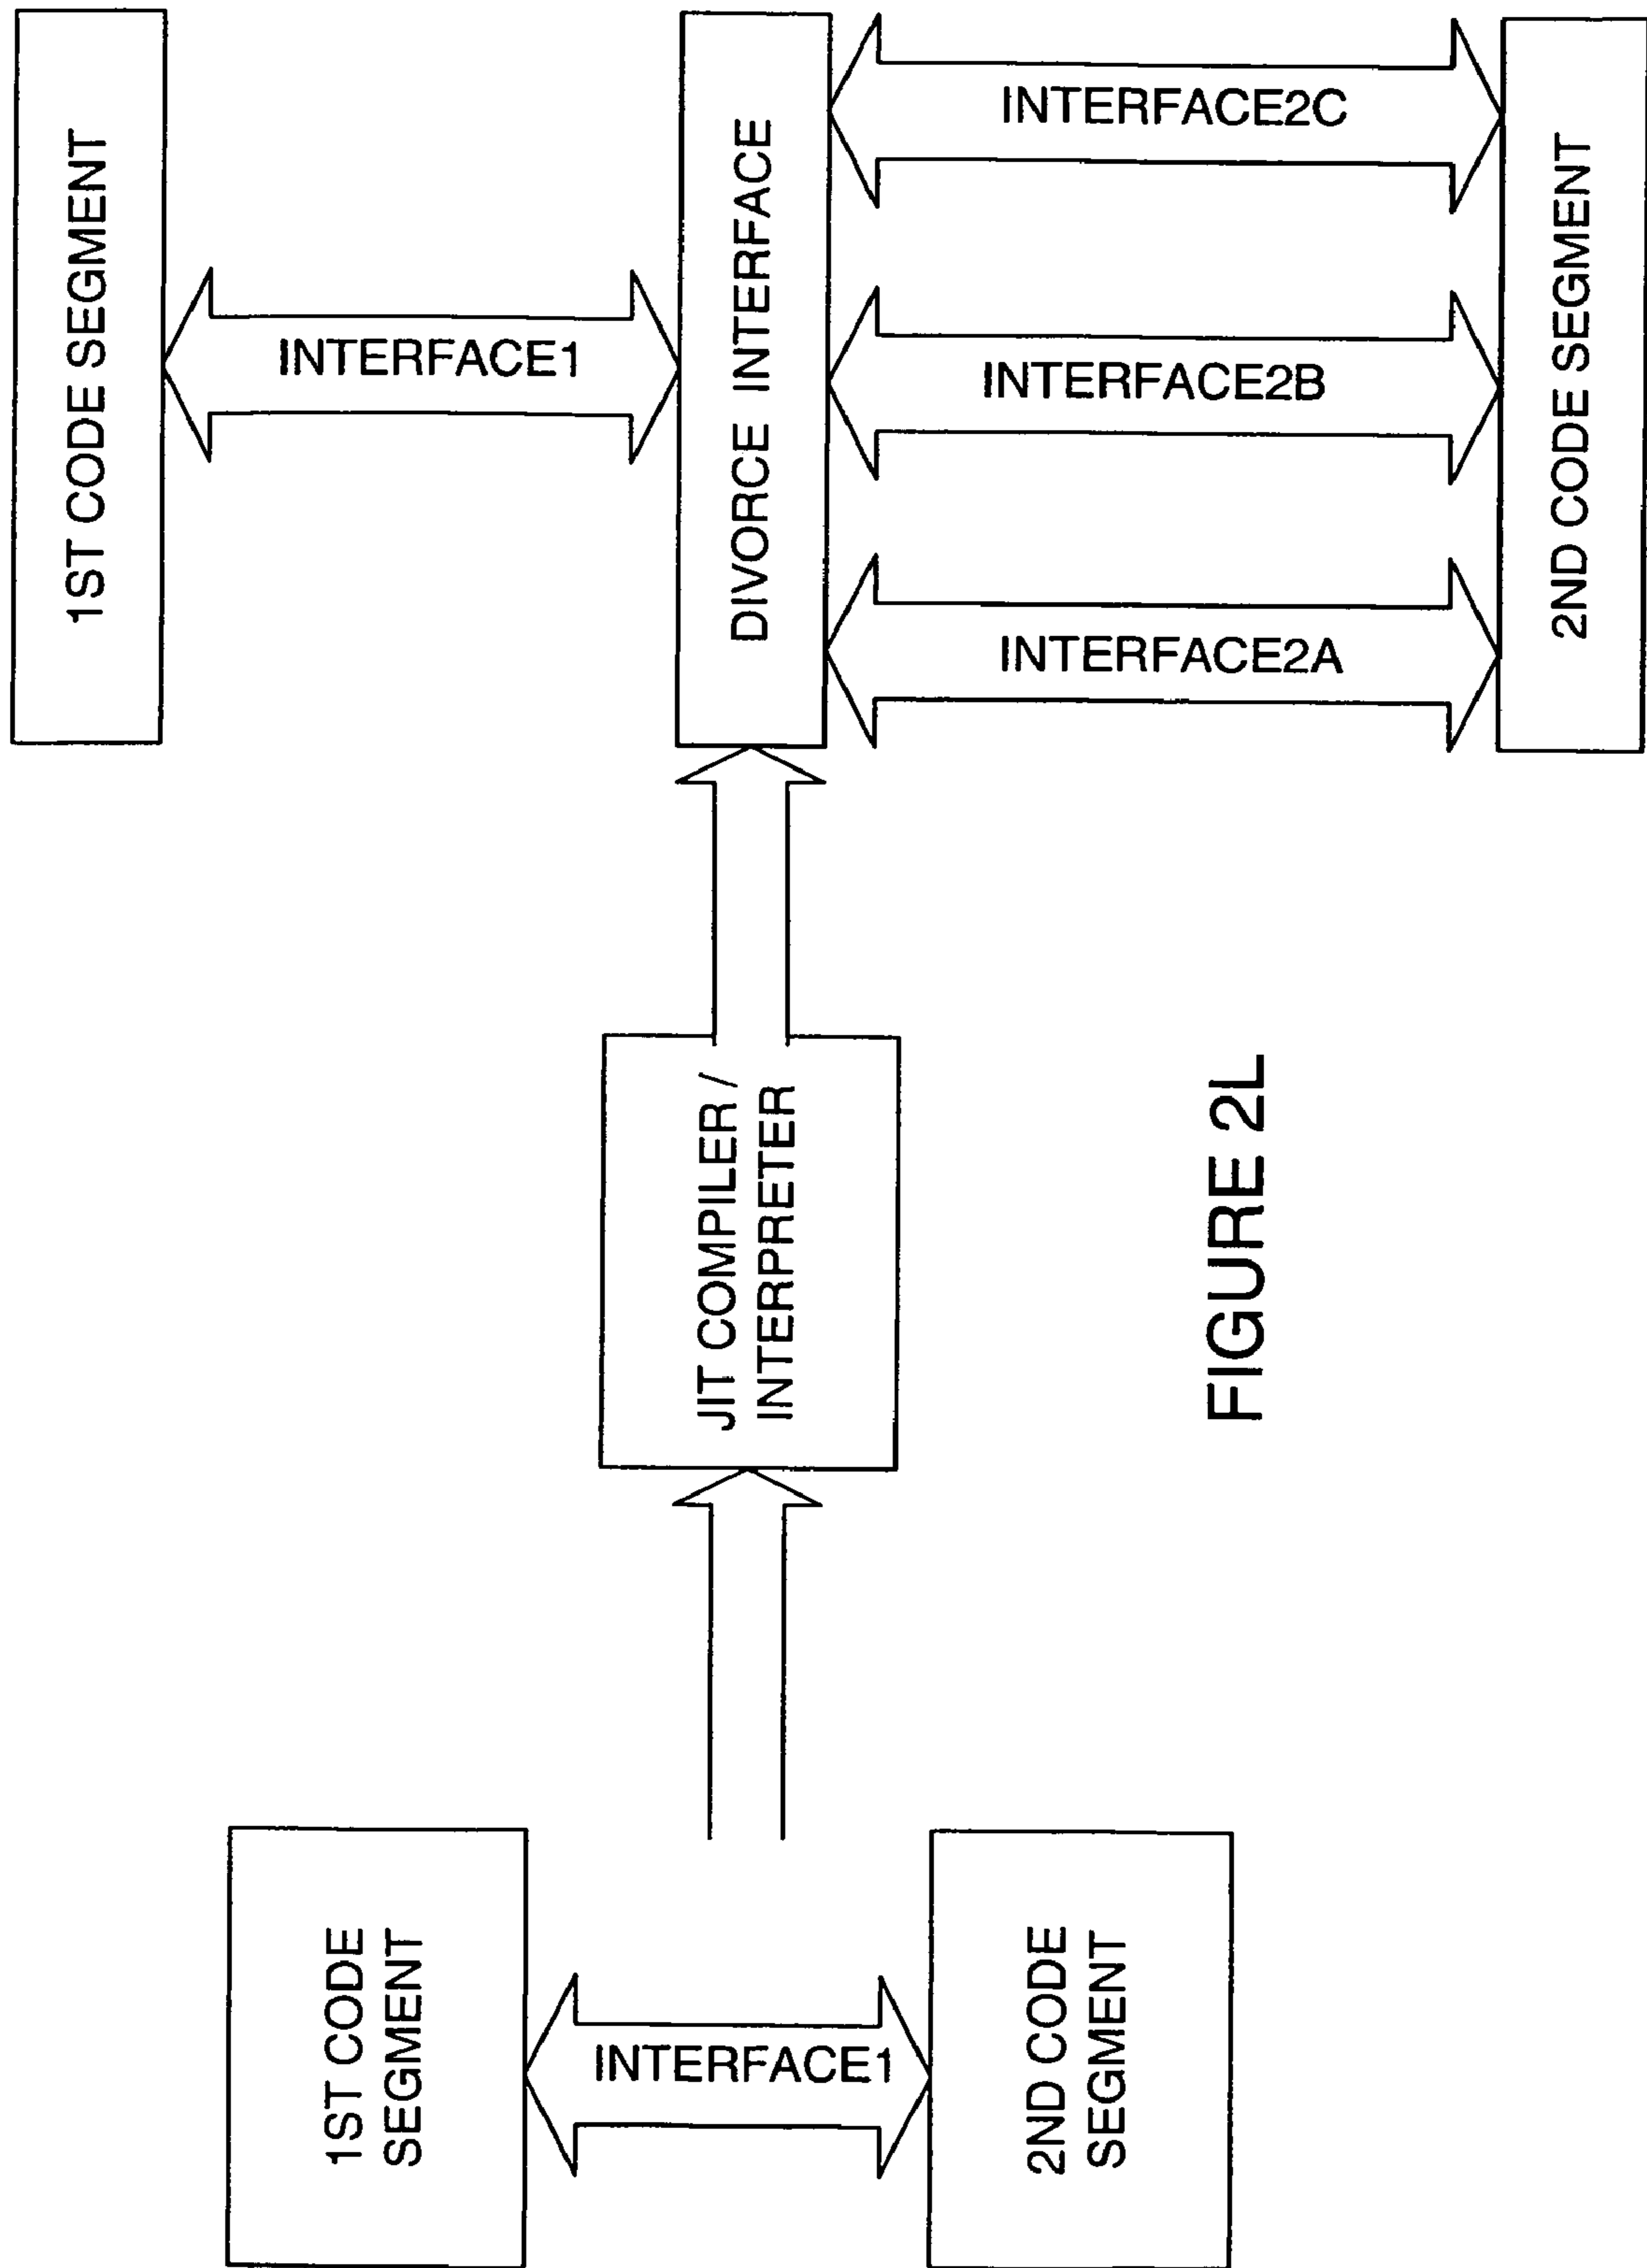 1ST CODE
SEGMENT
INTERFACE1
2ND CODE
SEGMENT
JIT COMPILER /
INTERPRETER
1ST CODE SEGMENT
INTERFACE1
DIVORCE INTERFACE
INTERFACE2A
INTERFACE2B
INTERFACE2C
2ND CODE SEGMENT
FIGURE 2L